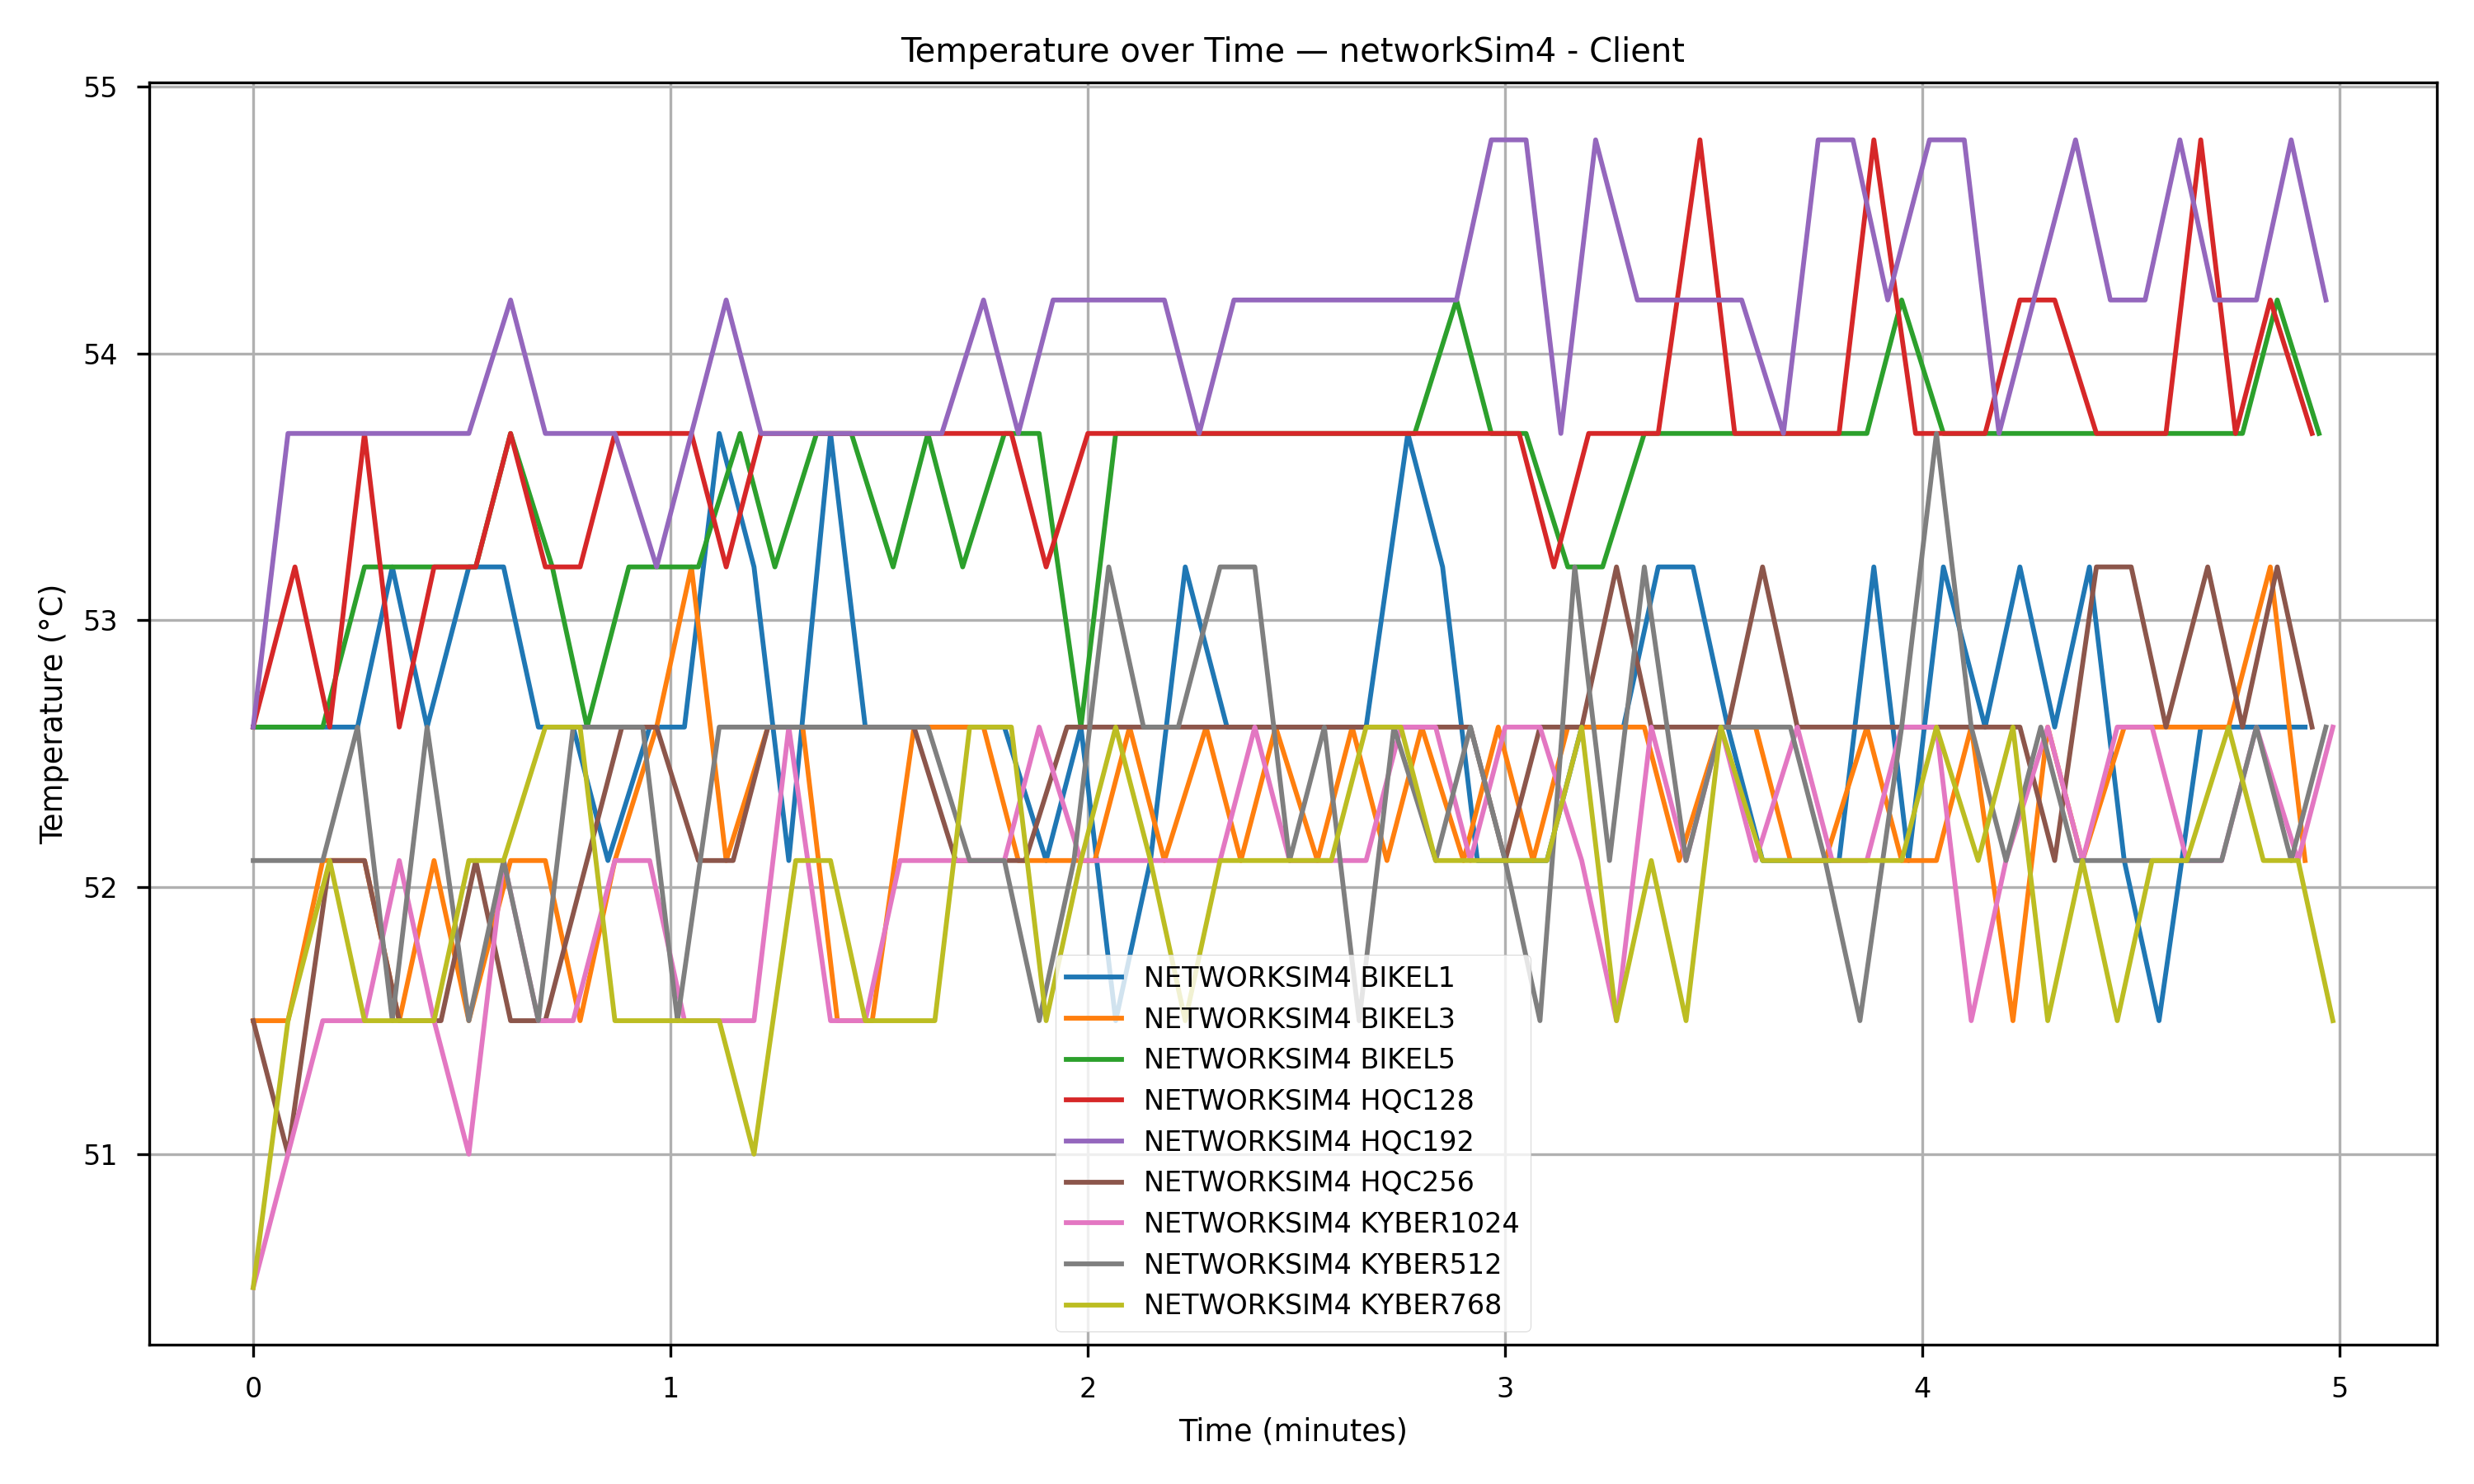 Temperature over Time — networkSim4 - Client
55
54
53
52
51
Temperature (°C)
NETWORKSIM4 BIKEL1
NETWORKSIM4 BIKEL3
NETWORKSIM4 BIKEL5
NETWORKSIM4 HQC128
NETWORKSIM4 HQC192
NETWORKSIM4 HQC256
NETWORKSIM4 KYBER1024
NETWORKSIM4 KYBER512
NETWORKSIM4 KYBER768
0 1 2 3 4 5
Time (minutes)